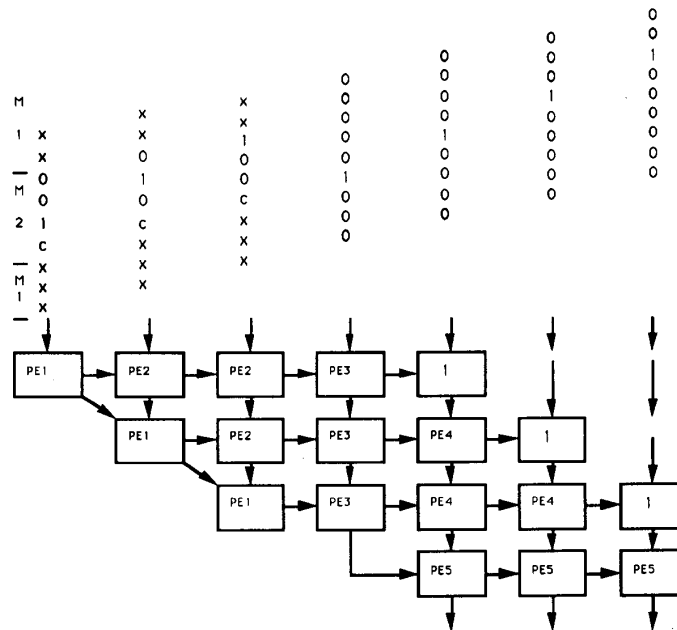 M 1 M 2 M 1
x x 0 0 1 c x x x
x x 0 1 0 c x x x
x x 1 0 0 c x x x
0 0 0 0 0 1 0 0 0
0 0 0 0 1 0 0 0 0
0 0 0 1 0 0 0 0 0
0 0 1 0 0 0 0 0 0
PE1 PE2 PE2 PE3 1
PE1 PE2 PE3 PE4 1
PE1 PE3 PE4 PE4 1
PE5 PE5 PE5